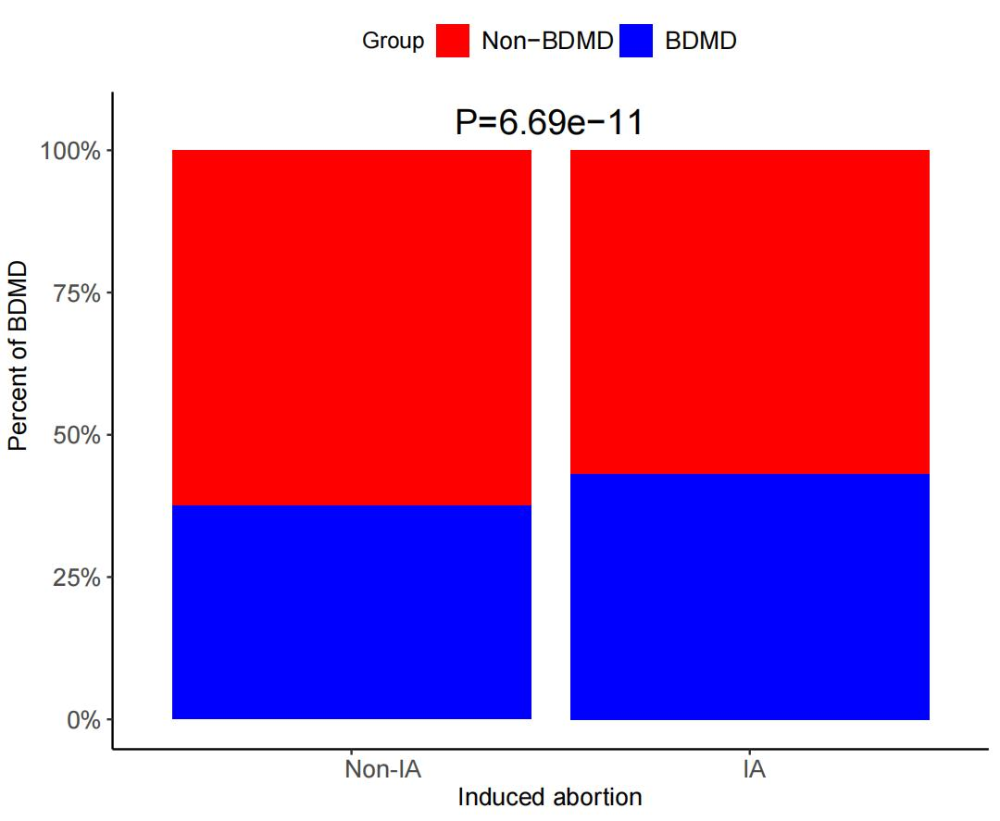 Group Non−BDMD BDMD
P=6.69e−11
100%
75%
50%
25%
0%
Percent of BDMD
Non-IA IA
Induced abortion